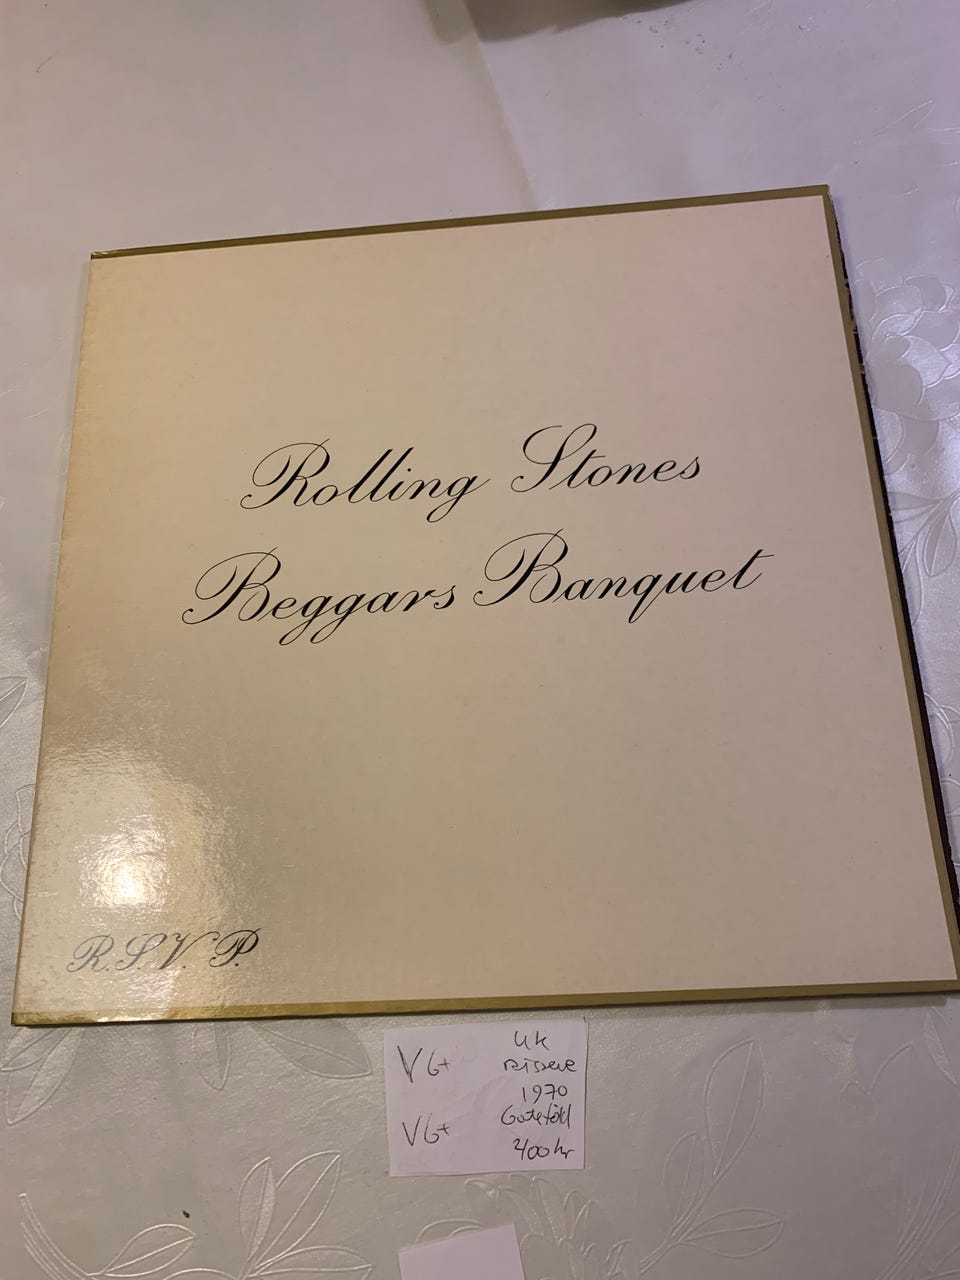 Rolling Stones
Beggars Banquet
R.S.V.P.
VG+
VG+
UK
reissue
1970
Gatefold
400kr